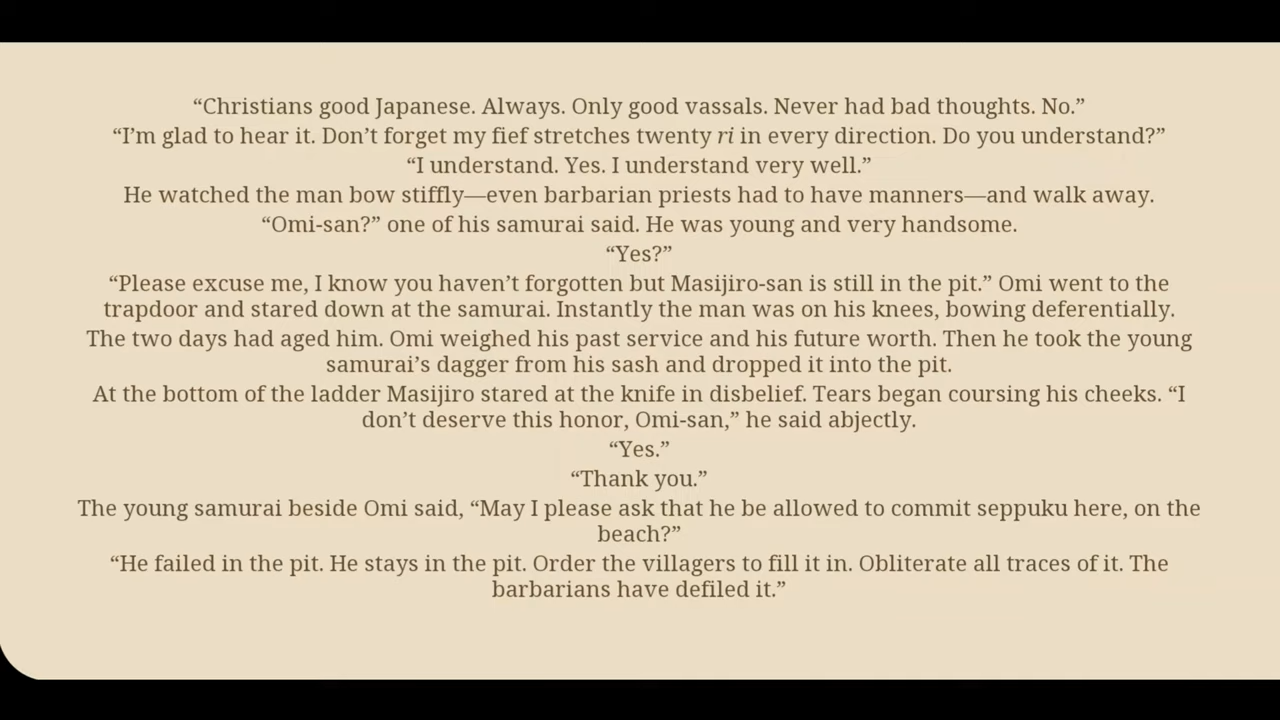 “Christians good Japanese. Always. Only good vassals. Never had bad thoughts. No.”
“I’m glad to hear it. Don’t forget my fief stretches twenty ri in every direction. Do you understand?”
“I understand. Yes. I understand very well.”
He watched the man bow stiffly—even barbarian priests had to have manners—and walk away.
“Omi-san?” one of his samurai said. He was young and very handsome.
“Yes?”
“Please excuse me, I know you haven’t forgotten but Masijiro-san is still in the pit.” Omi went to the
trapdoor and stared down at the samurai. Instantly the man was on his knees, bowing deferentially.
The two days had aged him. Omi weighed his past service and his future worth. Then he took the young
samurai’s dagger from his sash and dropped it into the pit.
At the bottom of the ladder Masijiro stared at the knife in disbelief. Tears began coursing his cheeks. “I
don’t deserve this honor, Omi-san,” he said abjectly.
“Yes.”
“Thank you.”
The young samurai beside Omi said, “May I please ask that he be allowed to commit seppuku here, on the
beach?”
“He failed in the pit. He stays in the pit. Order the villagers to fill it in. Obliterate all traces of it. The
barbarians have defiled it.”